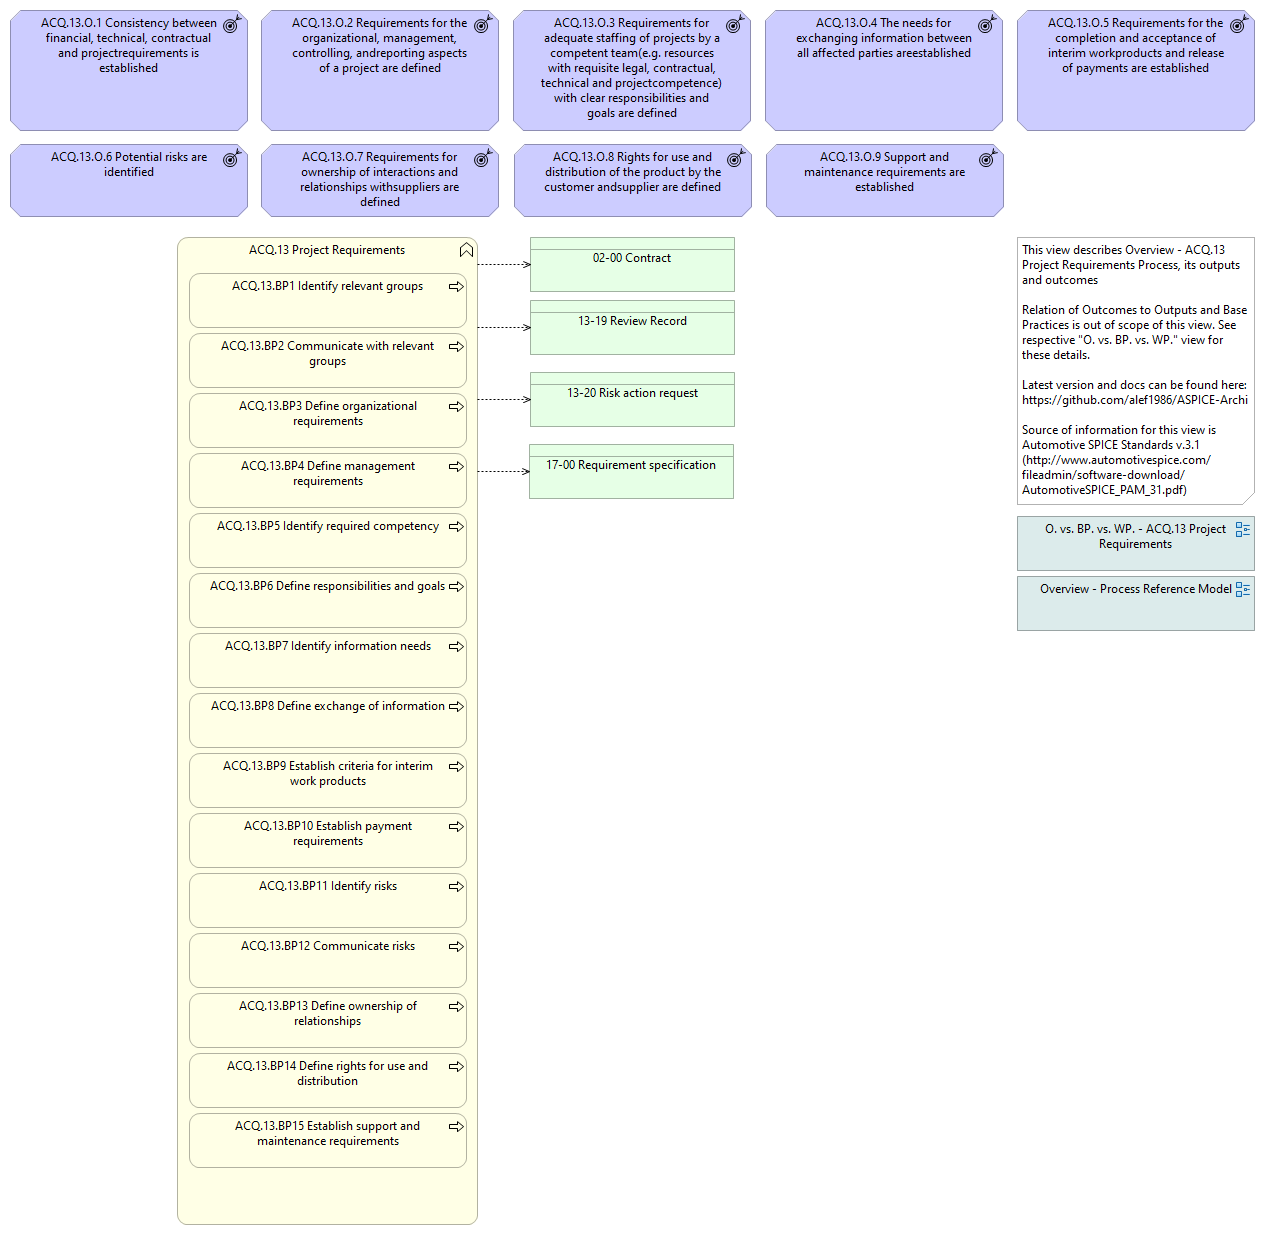 ACQ.13.O.1 Consistency between
financial, technical, contractual
and projectrequirements is
established
ACQ.13.O.2 Requirements for the
organizational, management,
controlling, andreporting aspects
of a project are defined
ACQ.13.O.3 Requirements for
adequate staffing of projects by a
competent team(e.g. resources
with requisite legal, contractual,
technical and projectcompetence)
with clear responsibilities and
goals are defined
ACQ.13.O.4 The needs for
exchanging information between
all affected parties areestablished
ACQ.13.O.5 Requirements for the
completion and acceptance of
interim workproducts and release
of payments are established
ACQ.13.O.6 Potential risks are
identified
ACQ.13.O.7 Requirements for
ownership of interactions and
relationships withsuppliers are
defined
ACQ.13.O.8 Rights for use and
distribution of the product by the
customer andsupplier are defined
ACQ.13.O.9 Support and
maintenance requirements are
established
ACQ.13 Project Requirements
ACQ.13.BP1 Identify relevant groups
ACQ.13.BP2 Communicate with relevant
groups
ACQ.13.BP3 Define organizational
requirements
ACQ.13.BP4 Define management
requirements
ACQ.13.BP5 Identify required competency
ACQ.13.BP6 Define responsibilities and goals
ACQ.13.BP7 Identify information needs
ACQ.13.BP8 Define exchange of information
ACQ.13.BP9 Establish criteria for interim
work products
ACQ.13.BP10 Establish payment
requirements
ACQ.13.BP11 Identify risks
ACQ.13.BP12 Communicate risks
ACQ.13.BP13 Define ownership of
relationships
ACQ.13.BP14 Define rights for use and
distribution
ACQ.13.BP15 Establish support and
maintenance requirements
02-00 Contract
13-19 Review Record
13-20 Risk action request
17-00 Requirement specification
This view describes Overview - ACQ.13
Project Requirements Process, its outputs
and outcomes
Relation of Outcomes to Outputs and Base
Practices is out of scope of this view. See
respective "O. vs. BP. vs. WP." view for
these details.
Latest version and docs can be found here:
https://github.com/alef1986/ASPICE-Archi
Source of information for this view is
Automotive SPICE Standards v.3.1
(http://www.automotivespice.com/
fileadmin/software-download/
AutomotiveSPICE_PAM_31.pdf)
O. vs. BP. vs. WP. - ACQ.13 Project
Requirements
Overview - Process Reference Model